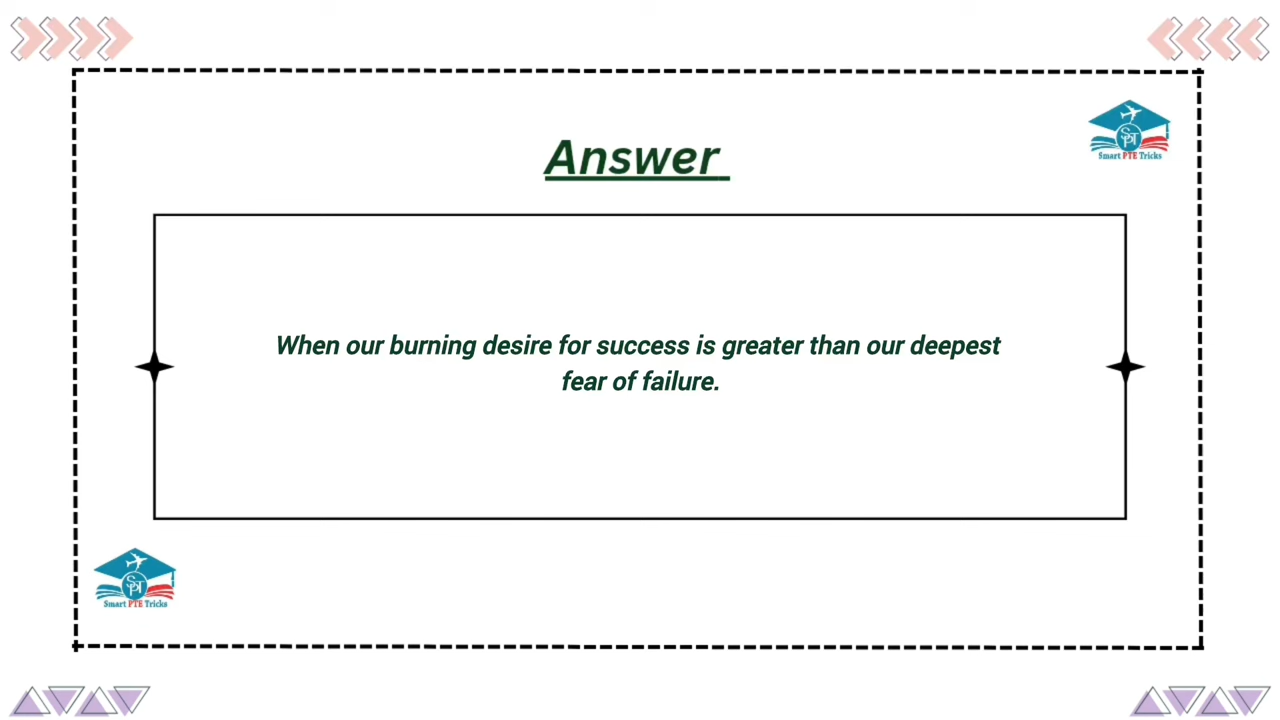 Smart PTE Tricks
Answer
When our burning desire for success is greater than our deepest
fear of failure.
Smart PTE Tricks